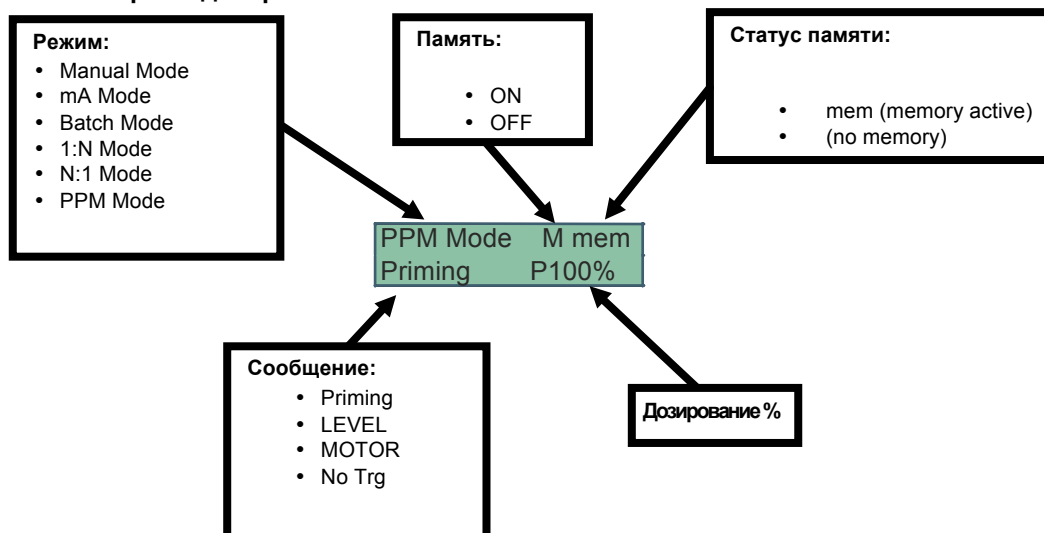 Режим:
• Manual Mode
• mA Mode
• Batch Mode
• 1:N Mode
• N:1 Mode
• PPM Mode
Память:
• ON
• OFF
Статус памяти:
• mem (memory active)
• (no memory)
PPM Mode M mem
Priming P100%
Сообщение:
• Priming
• LEVEL
• MOTOR
• No Trg
Дозирование %